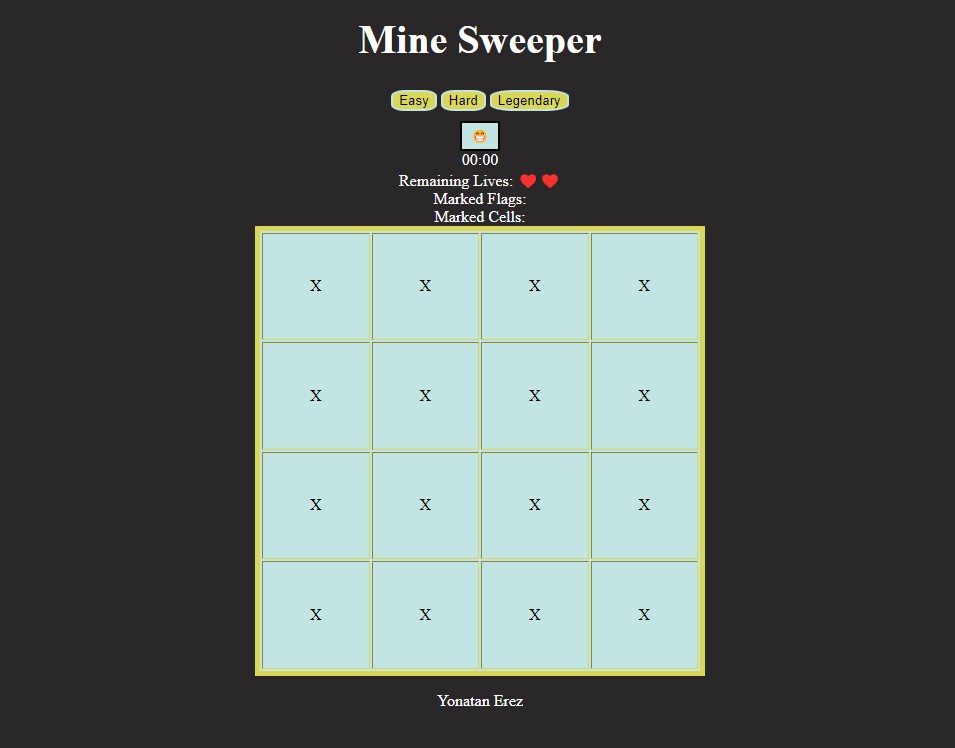 Mine Sweeper
Easy Hard Legendary
00:00
Remaining Lives:
Marked Flags:
Marked Cells:
X X X X
X X X X
X X X X
X X X X
Yonatan Erez